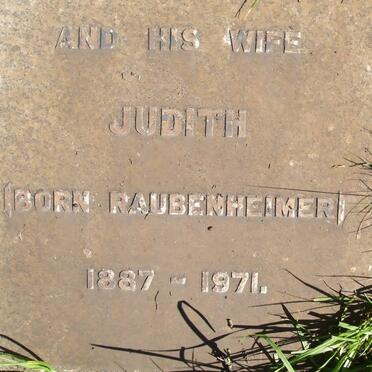 AND HIS WIFE
JUDITH
(BORN RAUBENHEIMER)
1887 - 1971.